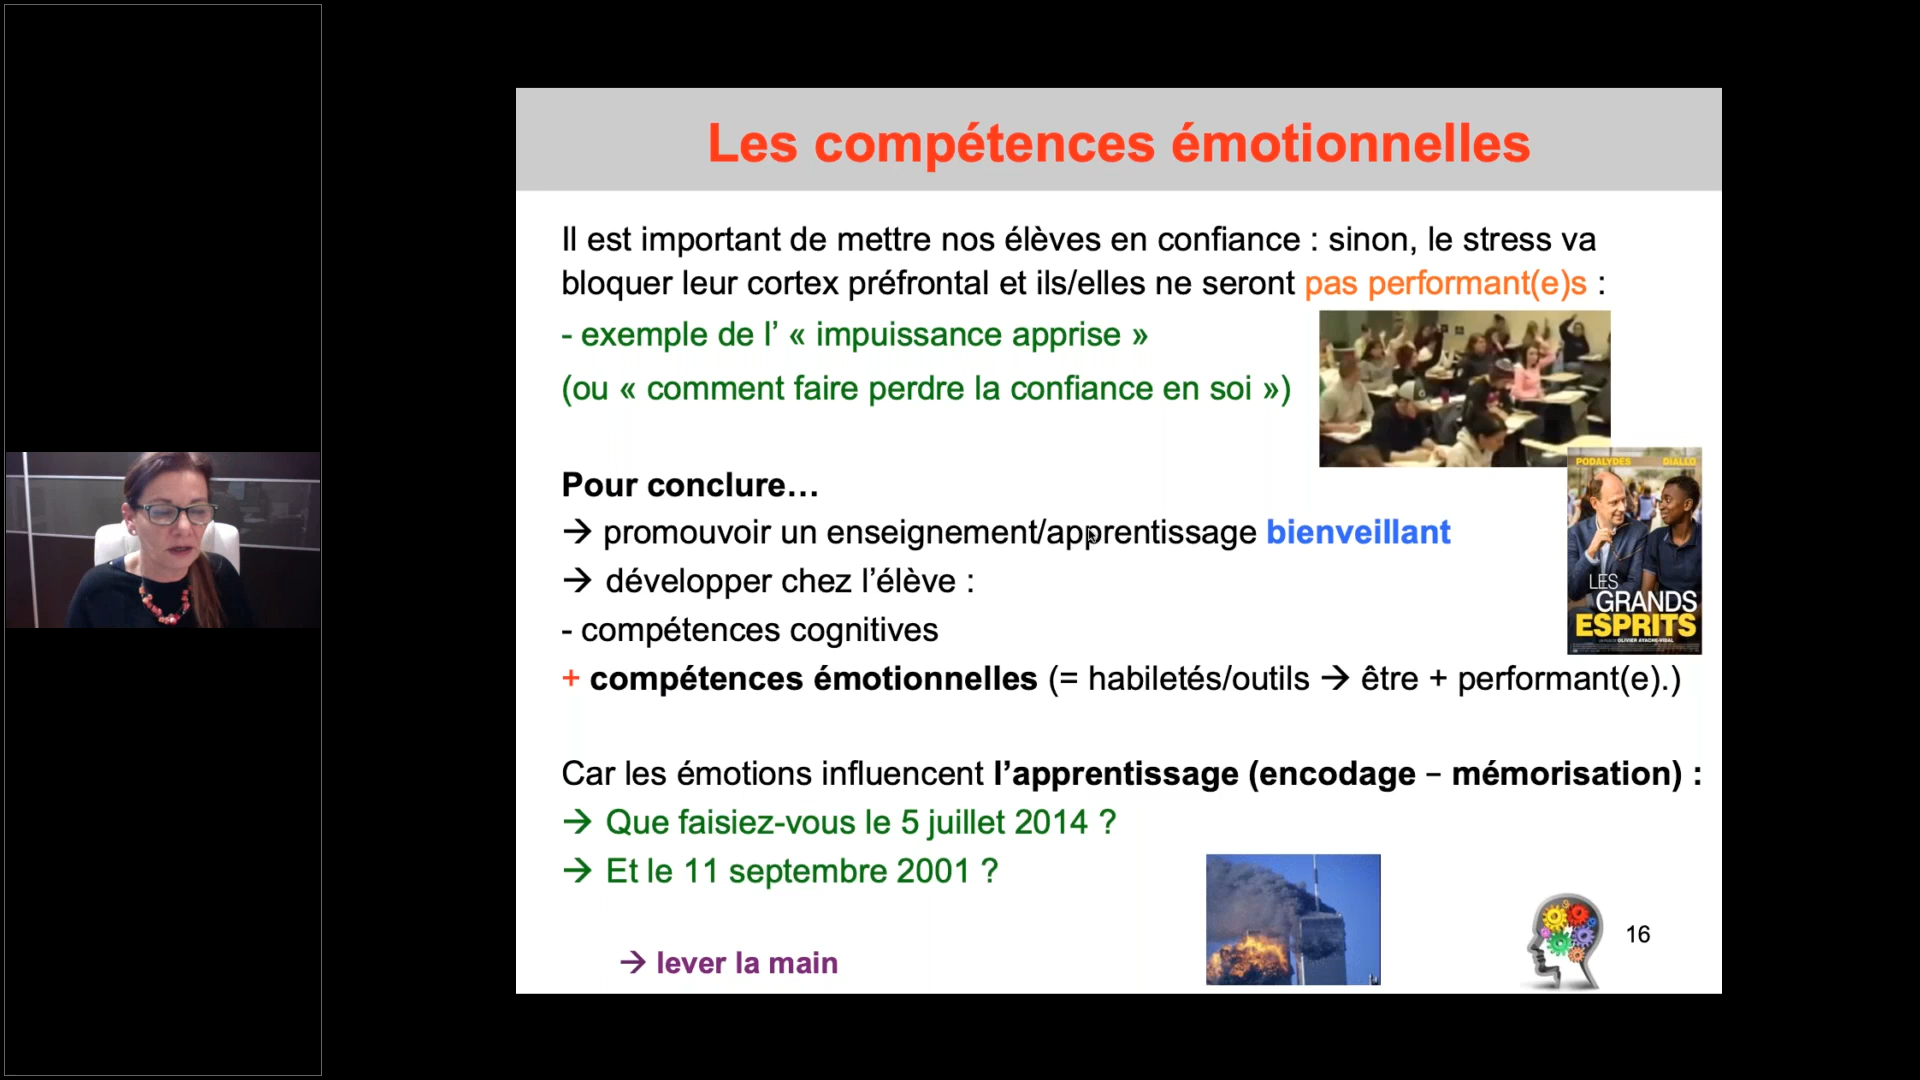 Les compétences émotionnelles
Il est important de mettre nos élèves en confiance : sinon, le stress va
bloquer leur cortex préfrontal et ils/elles ne seront pas performant(e)s :
- exemple de l’ « impuissance apprise »
(ou « comment faire perdre la confiance en soi »)
Pour conclure…
→ promouvoir un enseignement/apprentissage bienveillant
→ développer chez l’élève :
- compétences cognitives
+ compétences émotionnelles (= habiletés/outils → être + performant(e).)
PODALYDÈS DIALLO
LES
GRANDS
ESPRITS
Car les émotions influencent l’apprentissage (encodage – mémorisation) :
→ Que faisiez-vous le 5 juillet 2014 ?
→ Et le 11 septembre 2001 ?
→ lever la main
16